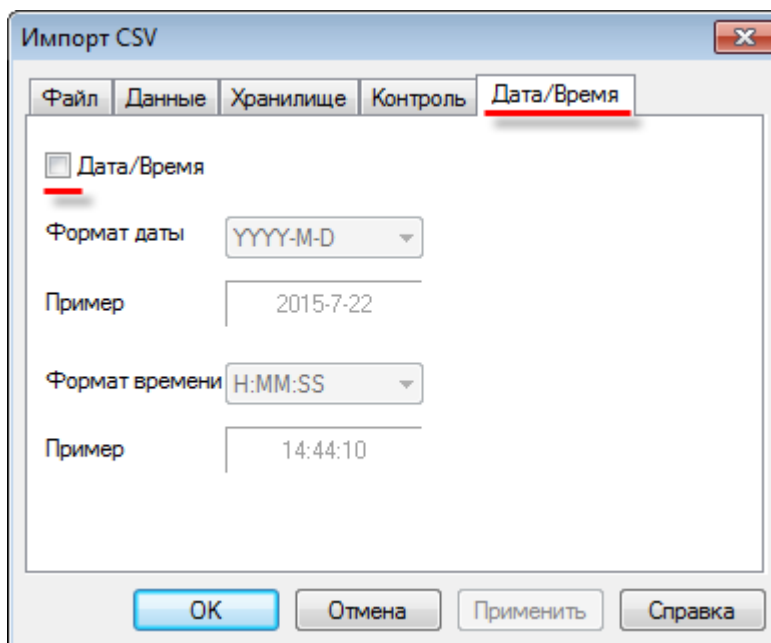 Импорт CSV
Файл Данные Хранилище Контроль Дата/Время
Дата/Время
Формат даты YYYY-M-D
Пример 2015-7-22
Формат времени H:MM:SS
Пример 14:44:10
OK Отмена Применить Справка